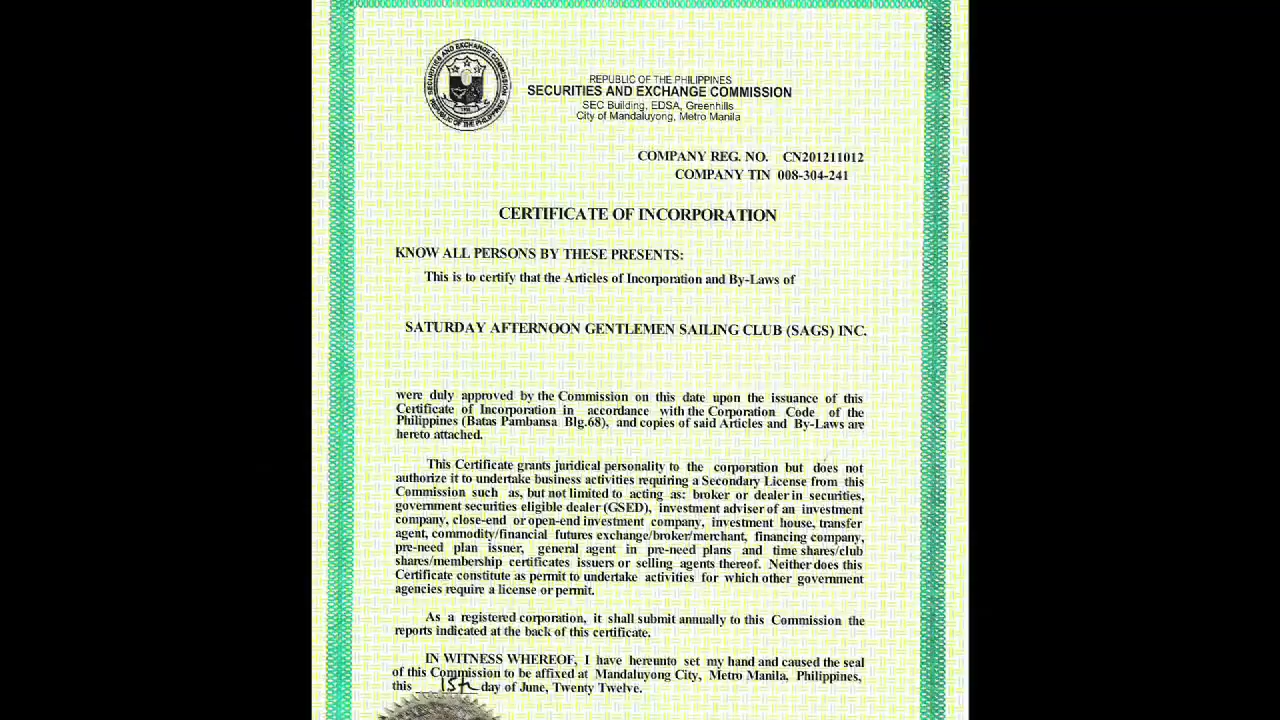 SECURITIES AND EXCHANGE COMMISSION
REPUBLIC OF THE PHILIPPINES
REPUBLIC OF THE PHILIPPINES
SECURITIES AND EXCHANGE COMMISSION
SEC Building, EDSA, Greenhills
City of Mandaluyong, Metro Manila
COMPANY REG. NO. CN201211012
COMPANY TIN 008-304-241
CERTIFICATE OF INCORPORATION
KNOW ALL PERSONS BY THESE PRESENTS:
This is to certify that the Articles of Incorporation and By-Laws of
SATURDAY AFTERNOON GENTLEMEN SAILING CLUB (SAGS) INC.
were duly approved by the Commission on this date upon the issuance of this
Certificate of Incorporation in accordance with the Corporation Code of the
Philippines (Batas Pambansa Blg.68), and copies of said Articles and By-Laws are
hereto attached.
This Certificate grants juridical personality to the corporation but does not
authorize it to undertake business activities requiring a Secondary License from this
Commission such as, but not limited to acting as: broker or dealer in securities,
government securities eligible dealer (GSED), investment adviser of an investment
company, close-end or open-end investment company, investment house, transfer
agent, commodity/financial futures exchange/broker/merchant, financing company,
pre-need plan issuer, general agent in pre-need plans and time shares/club
shares/membership certificates issuers or selling agents thereof. Neither does this
Certificate constitute as permit to undertake activities for which other government
agencies require a license or permit.
As a registered corporation, it shall submit annually to this Commission the
reports indicated at the back of this certificate.
IN WITNESS WHEREOF, I have hereunto set my hand and caused the seal
of this Commission to be affixed at Mandaluyong City, Metro Manila, Philippines,
this 15th day of June, Twenty Twelve.